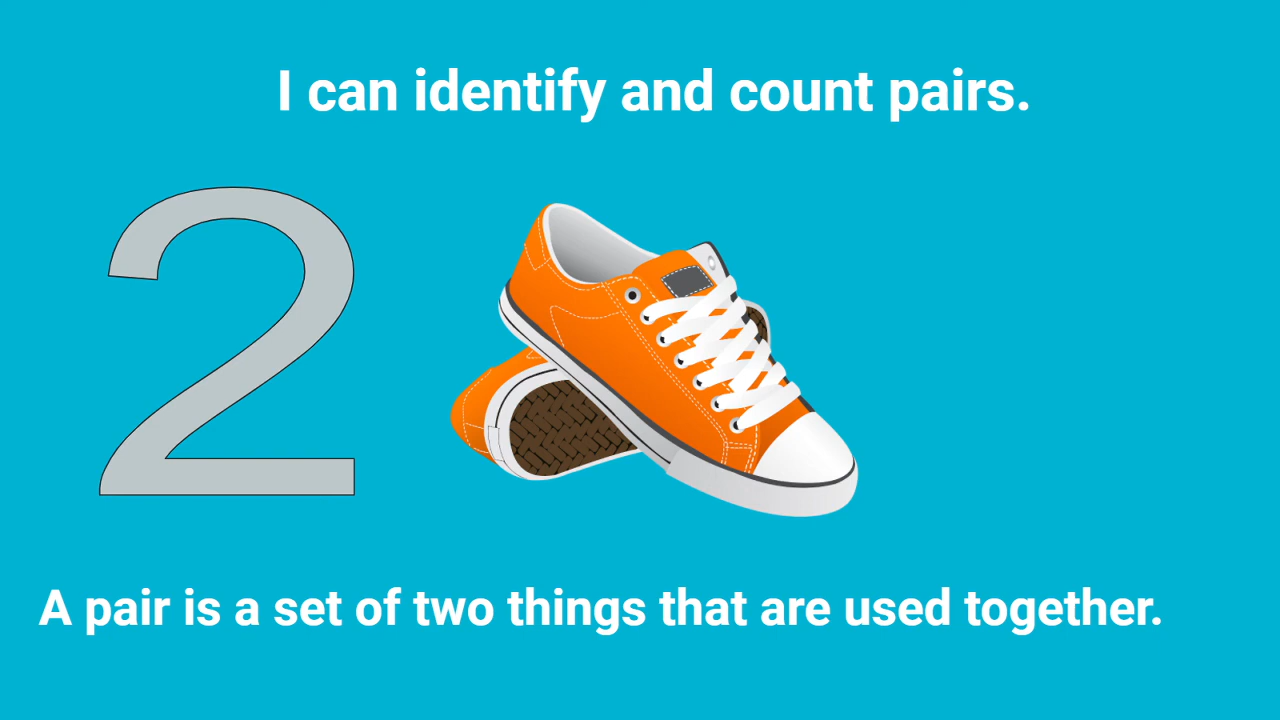 I can identify and count pairs.
2
A pair is a set of two things that are used together.